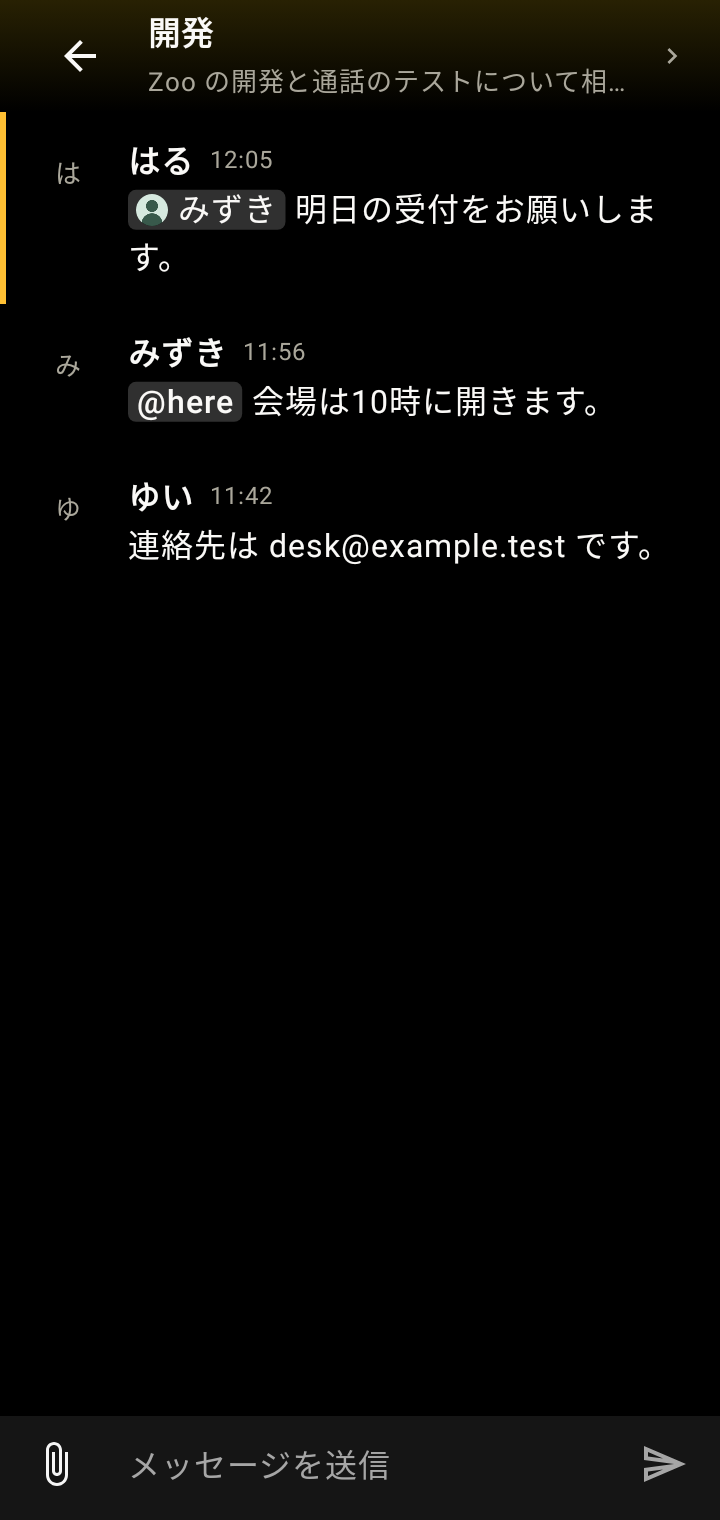 開発
Zoo の開発と通話のテストについて相…
は
はる 12:05
みずき 明日の受付をお願いしま
す。
み
みずき 11:56
@here 会場は10時に開きます。
ゆ
ゆい 11:42
連絡先は desk@example.test です。
メッセージを送信